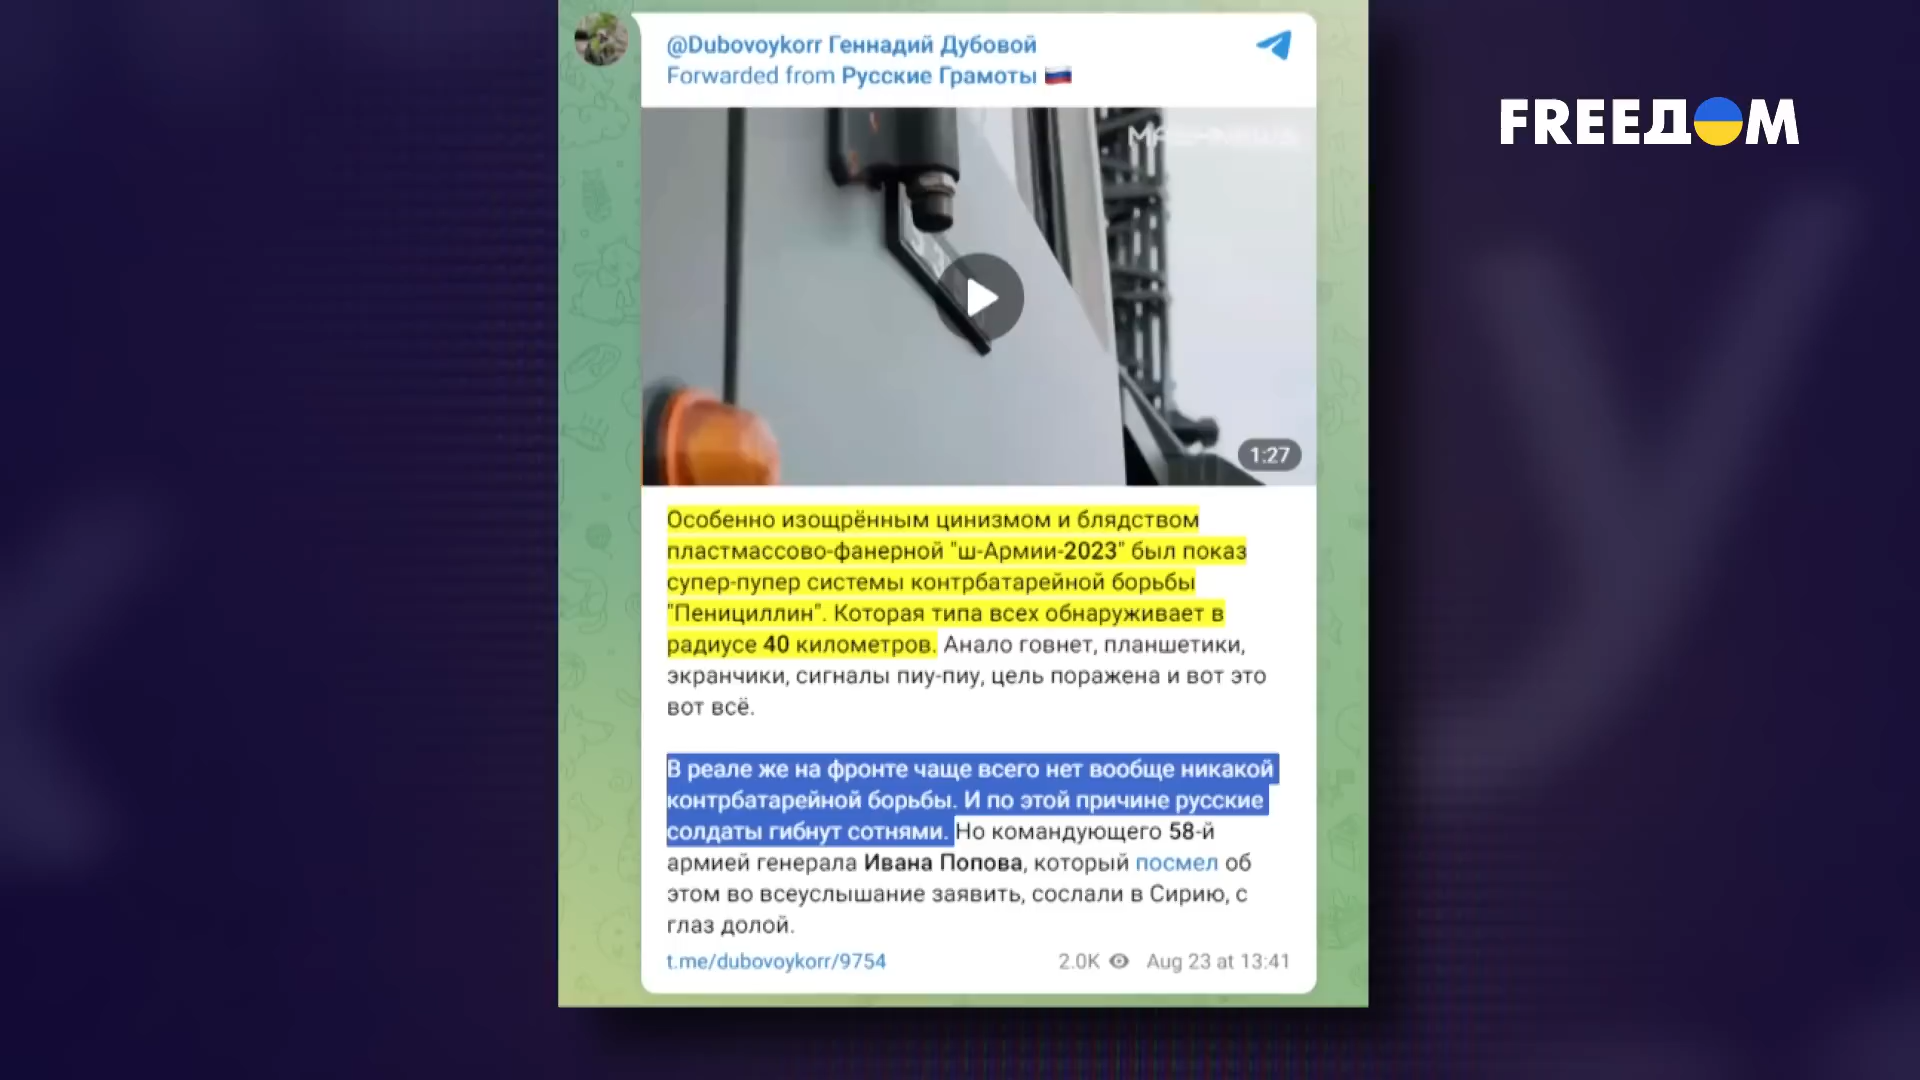 @Dubovoykorr Геннадий Дубовой
Forwarded from Русские Грамоты
FREEДOM
1:27
Особенно изощрённым цинизмом и блядством
пластмассово-фанерной "ш-Армии-2023" был показ
супер-пупер системы контрбатарейной борьбы
"Пенициллин". Которая типа всех обнаруживает в
радиусе 40 километров. Анало говнет, планшетики,
экранчики, сигналы пиу-пиу, цель поражена и вот это
вот всё.
В реале же на фронте чаще всего нет вообще никакой
контрбатарейной борьбы. И по этой причине русские
солдаты гибнут сотнями. Но командующего 58-й
армией генерала Ивана Попова, который посмел об
этом во всеуслышание заявить, сослали в Сирию, с
глаз долой.
t.me/dubovoykorr/9754
2.0K Aug 23 at 13:41